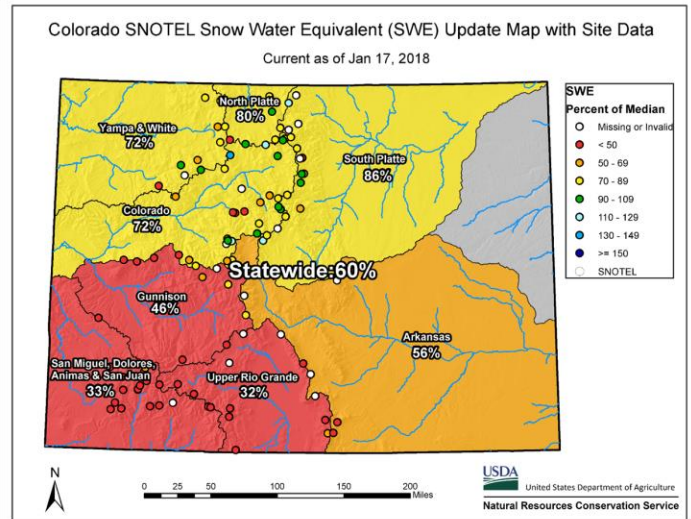 Colorado SNOTEL Snow Water Equivalent (SWE) Update Map with Site Data
Current as of Jan 17, 2018
North Platte
80%
Yampa & White
72%
South Platte
86%
Colorado
72%
Statewide:60%
Gunnison
46%
Arkansas
56%
San Miguel, Dolores,
Animas & San Juan
33%
Upper Rio Grande
32%
SWE
Percent of Median
Missing or Invalid
< 50
50 - 69
70 - 89
90 - 109
110 - 129
130 - 149
>= 150
SNOTEL
N
0 12.5 25 50 75 100 150 200
Miles
USDA
United States Department of Agriculture
Natural Resources Conservation Service